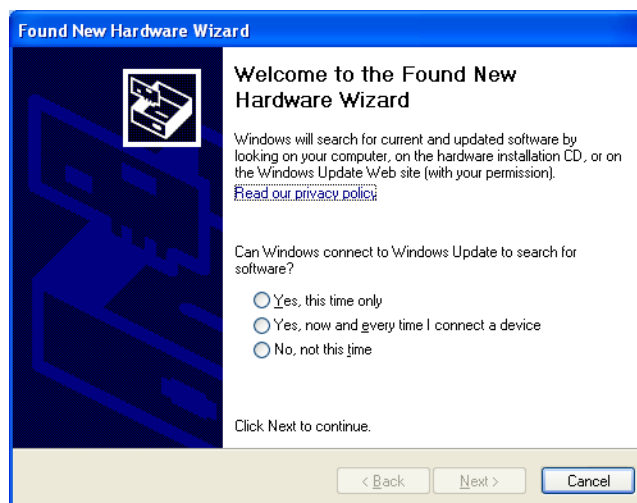 Found New Hardware Wizard
Welcome to the Found New
Hardware Wizard
Windows will search for current and updated software by
looking on your computer, on the hardware installation CD, or on
the Windows Update Web site (with your permission).
Read our privacy policy
Can Windows connect to Windows Update to search for
software?
Yes, this time only
Yes, now and every time I connect a device
No, not this time
Click Next to continue.
< Back Next > Cancel